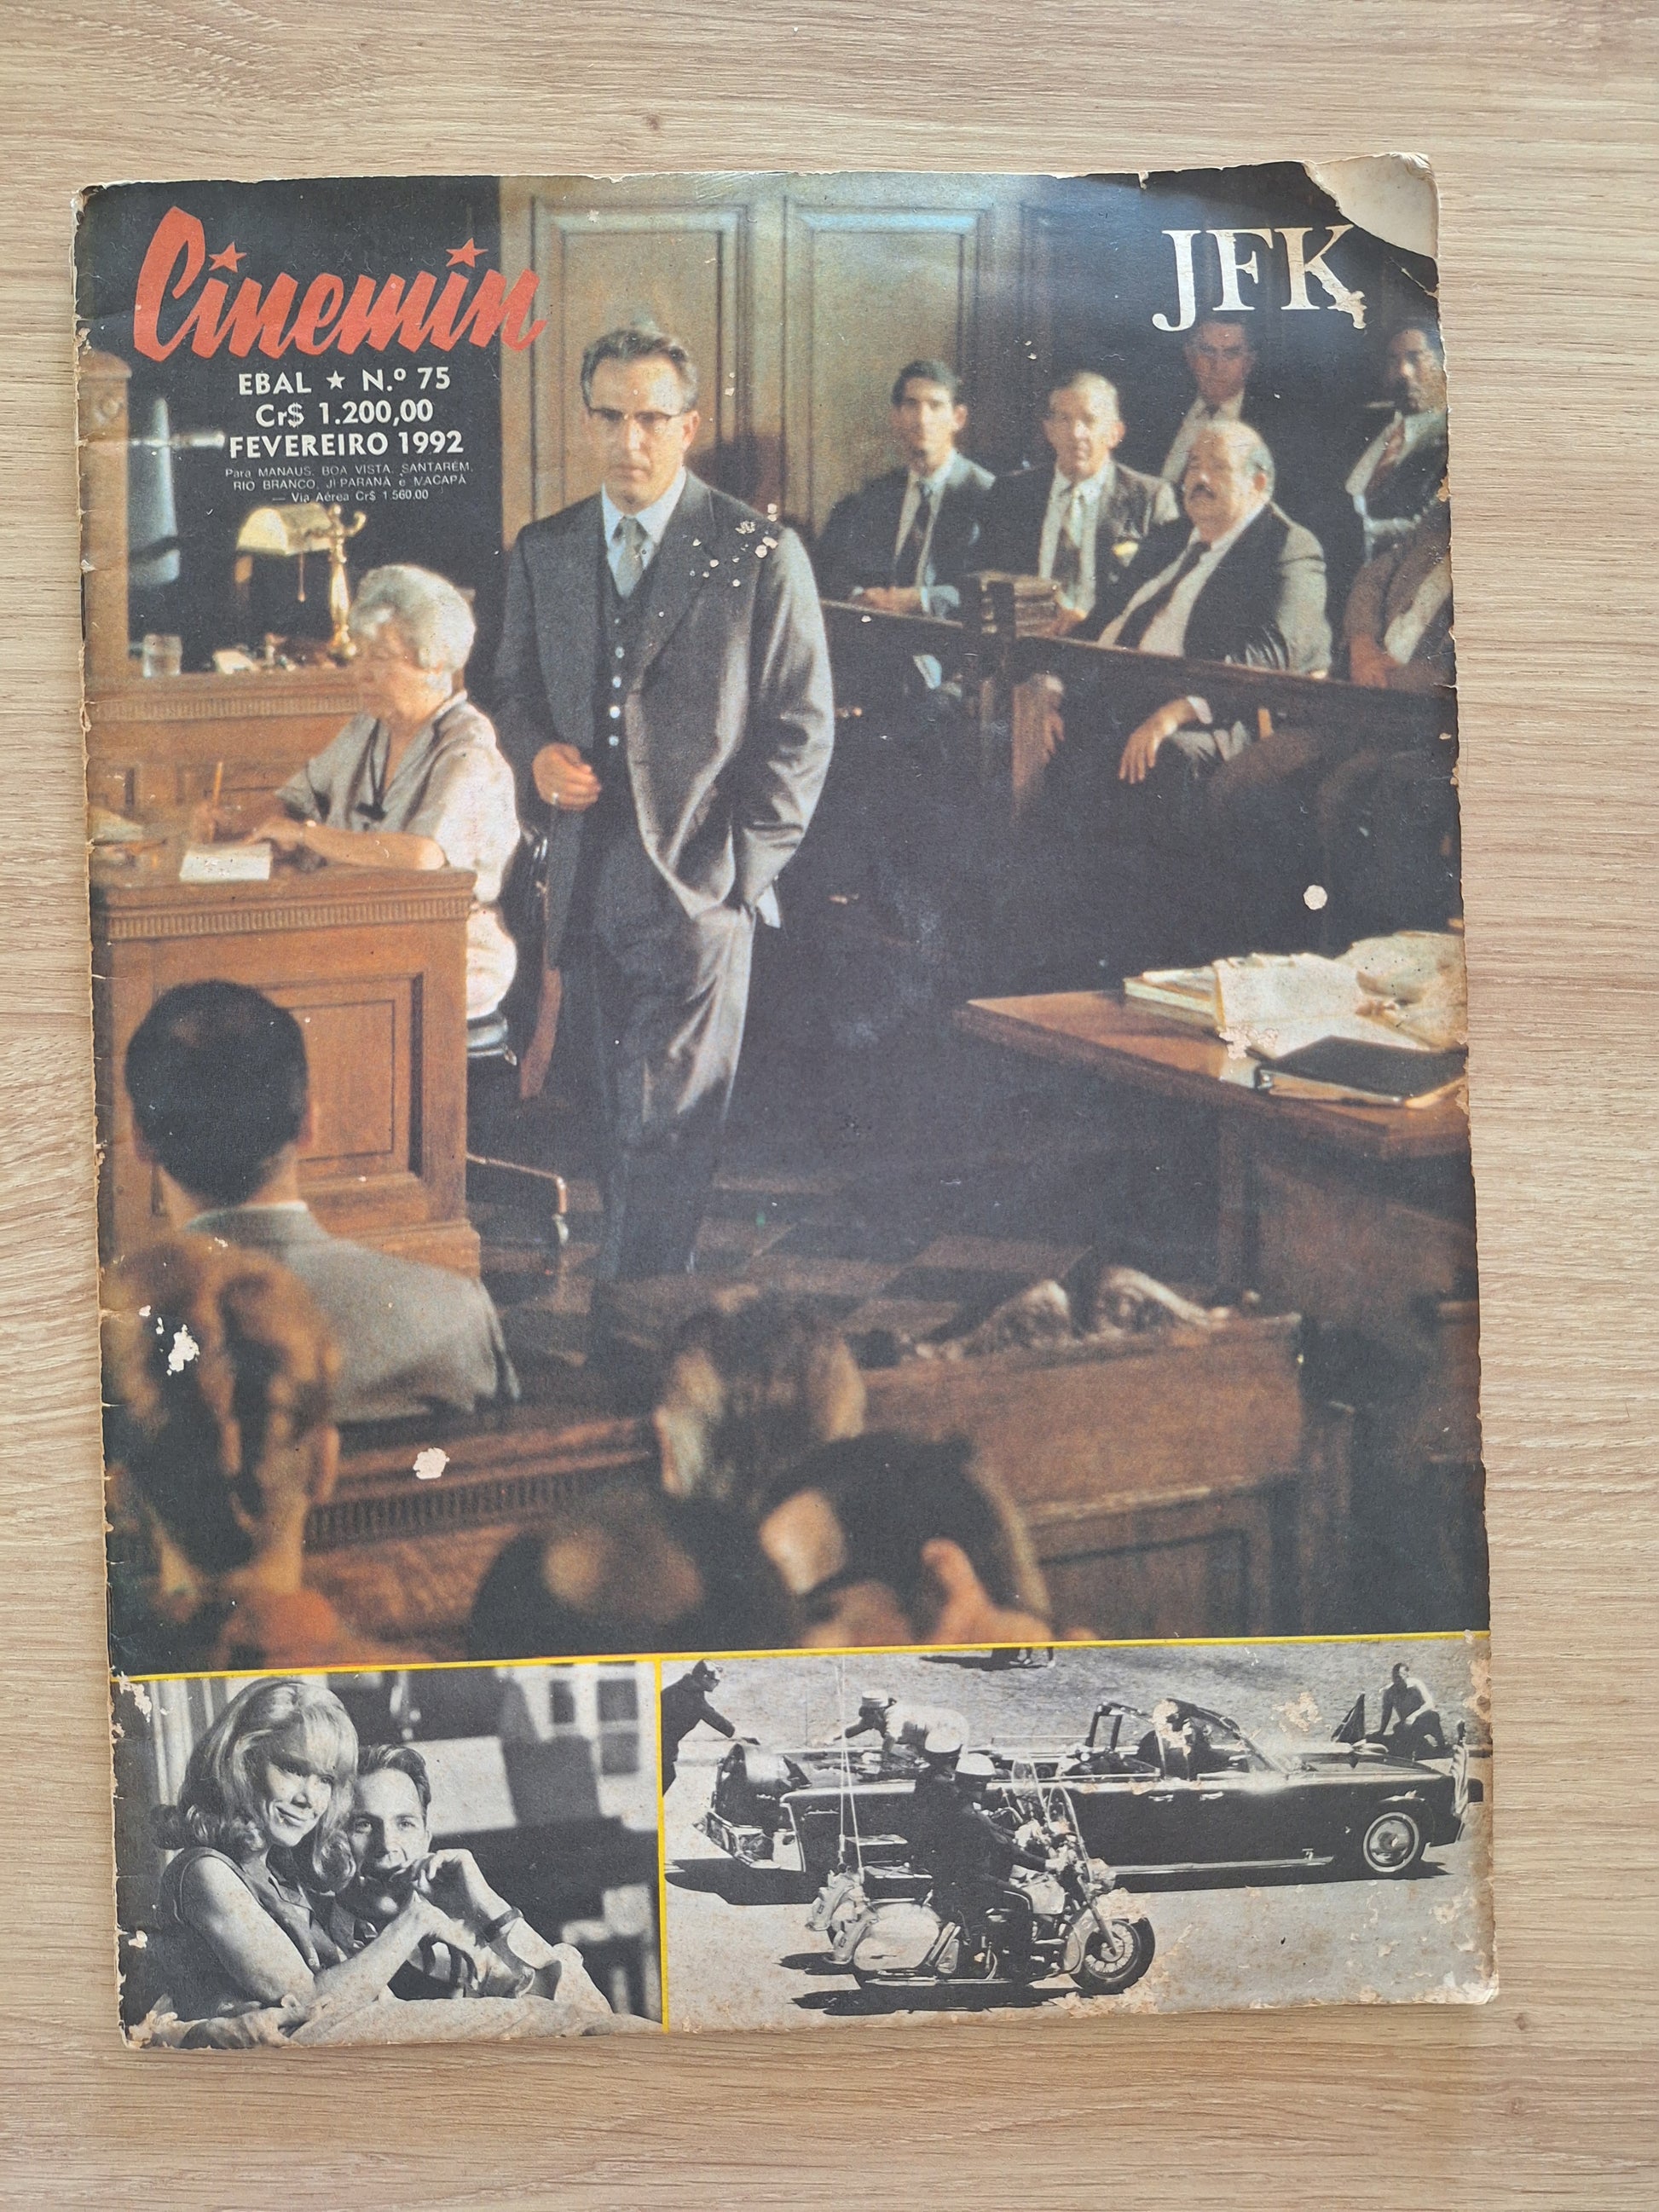 Cinemin
JFK
EBAL ★ N.º 75
Cr$ 1.200,00
FEVEREIRO 1992
Para MANAUS, BOA VISTA, SANTARÉM,
RIO BRANCO, JI-PARANÁ e MACAPÁ
— Via Aérea Cr$ 1.560,00